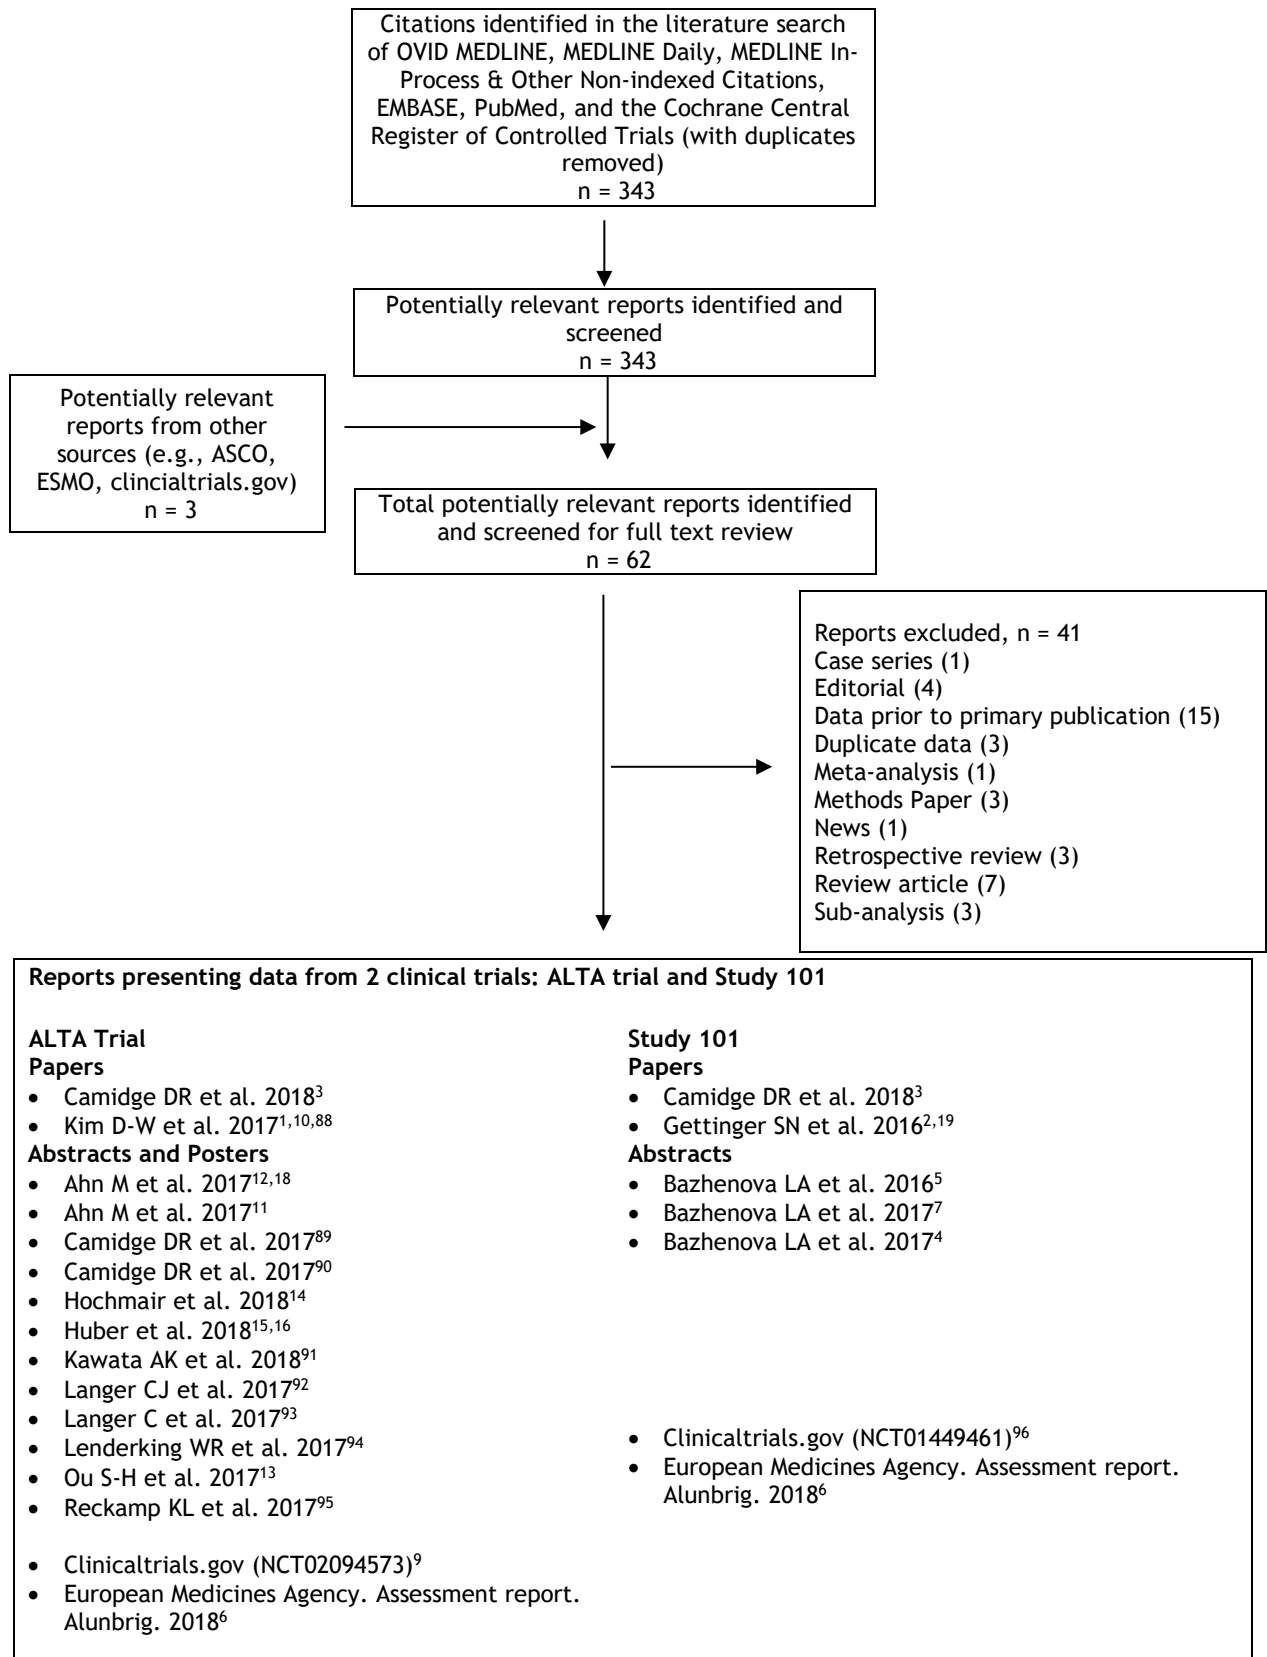 Citations identified in the literature search
of OVID MEDLINE, MEDLINE Daily, MEDLINE In-
Process & Other Non-indexed Citations,
EMBASE, PubMed, and the Cochrane Central
Register of Controlled Trials (with duplicates
removed)
n = 343
Potentially relevant reports identified and
screened
n = 343
Potentially relevant
reports from other
sources (e.g., ASCO,
ESMO, clincialtrials.gov)
n = 3
Total potentially relevant reports identified
and screened for full text review
n = 62
Reports excluded, n = 41
Case series (1)
Editorial (4)
Data prior to primary publication (15)
Duplicate data (3)
Meta-analysis (1)
Methods Paper (3)
News (1)
Retrospective review (3)
Review article (7)
Sub-analysis (3)
Reports presenting data from 2 clinical trials: ALTA trial and Study 101
ALTA Trial
Papers
• Camidge DR et al. 2018³
• Kim D-W et al. 2017¹,¹⁰,⁸⁸
Abstracts and Posters
• Ahn M et al. 2017¹²,¹⁸
• Ahn M et al. 2017¹¹
• Camidge DR et al. 2017⁸⁹
• Camidge DR et al. 2017⁹⁰
• Hochmair et al. 2018¹⁴
• Huber et al. 2018¹⁵,¹⁶
• Kawata AK et al. 2018⁹¹
• Langer CJ et al. 2017⁹²
• Langer C et al. 2017⁹³
• Lenderking WR et al. 2017⁹⁴
• Ou S-H et al. 2017¹³
• Reckamp KL et al. 2017⁹⁵
• Clinicaltrials.gov (NCT02094573)⁹
• European Medicines Agency. Assessment report.
Alunbrig. 2018⁶
Study 101
Papers
• Camidge DR et al. 2018³
• Gettinger SN et al. 2016²,¹⁹
Abstracts
• Bazhenova LA et al. 2016⁵
• Bazhenova LA et al. 2017⁷
• Bazhenova LA et al. 2017⁴
• Clinicaltrials.gov (NCT01449461)⁹⁶
• European Medicines Agency. Assessment report.
Alunbrig. 2018⁶